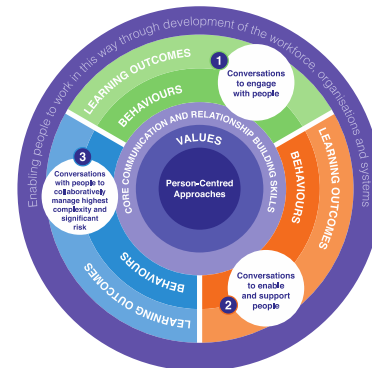 Enabling people to work in this way through development of the workforce, organisations and systems
LEARNING OUTCOMES
BEHAVIOURS
1
Conversations
to engage
with people
CORE COMMUNICATION AND RELATIONSHIP BUILDING SKILLS
VALUES
Person-Centred
Approaches
3
Conversations
with people to
collaboratively
manage highest
complexity and
significant
risk
BEHAVIOURS
LEARNING OUTCOMES
BEHAVIOURS
LEARNING OUTCOMES
2
Conversations
to enable
and support
people